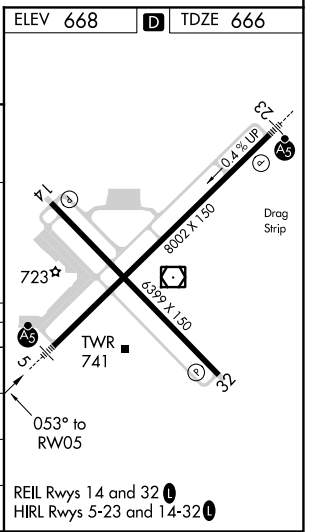 ELEV 668
D
TDZE 666
23
A5
P
0.4% UP
14
P
8002 X 150
Drag
Strip
723
6399 X 150
A5
TWR
741
5
P
32
053° to
RW05
REIL Rwys 14 and 32 L
HIRL Rwys 5-23 and 14-32 L